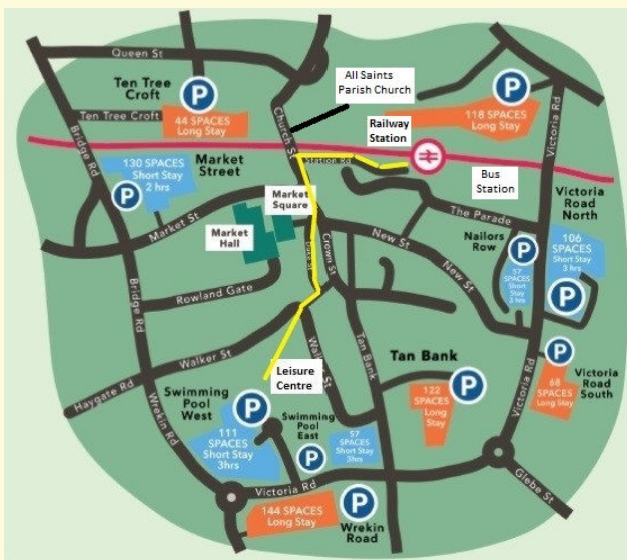 Queen St
Ten Tree
Croft
P
44 SPACES
Long Stay
Ten Tree Croft
Bridge Rd
Church St
All Saints
Parish Church
Railway
Station
P
118 SPACES
Long Stay
Victoria Rd
Station Rd
130 SPACES
Short Stay
2 hrs
P
Market
Street
Market St
Market
Square
Market
Hall
Bus
Station
The Parade
Victoria
Road
North
106
SPACES
Short Stay
3 hrs
P
Nailors
Row
P
57
SPACES
Short Stay
3 hrs
New St
New St
Crown St
Bridge Rd
Rowland Gate
Walker St
Haygate Rd
Wrekin Rd
Leisure
Centre
Tan Bank
Tan Bank
P
122
SPACES
Long
Stay
Victoria Rd
P
68
SPACES
Long Stay
Victoria
Road
South
Swimming
Pool
West
P
111
SPACES
Short Stay
3hrs
Swimming
Pool
East
P
57
SPACES
Short Stay
3hrs
Victoria Rd
Glebe St
144 SPACES
Long Stay
P
Wrekin
Road